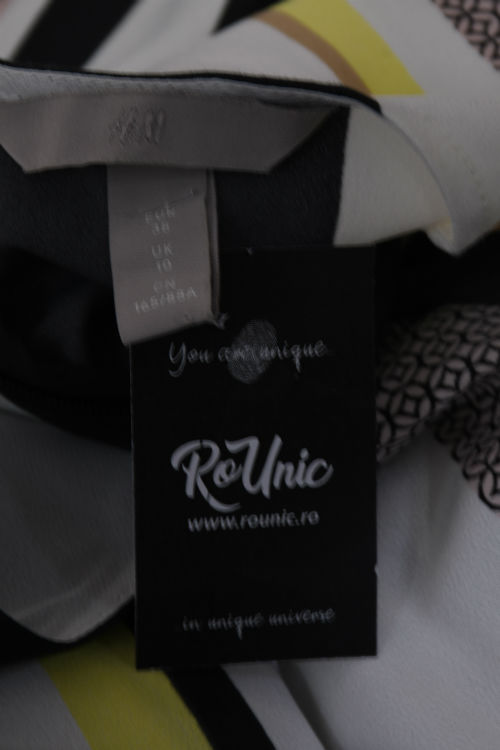 H&M
EUR
38
UK
10
CN
165/88A
You are unique
RoUnic
www.rounic.ro
in unique universe